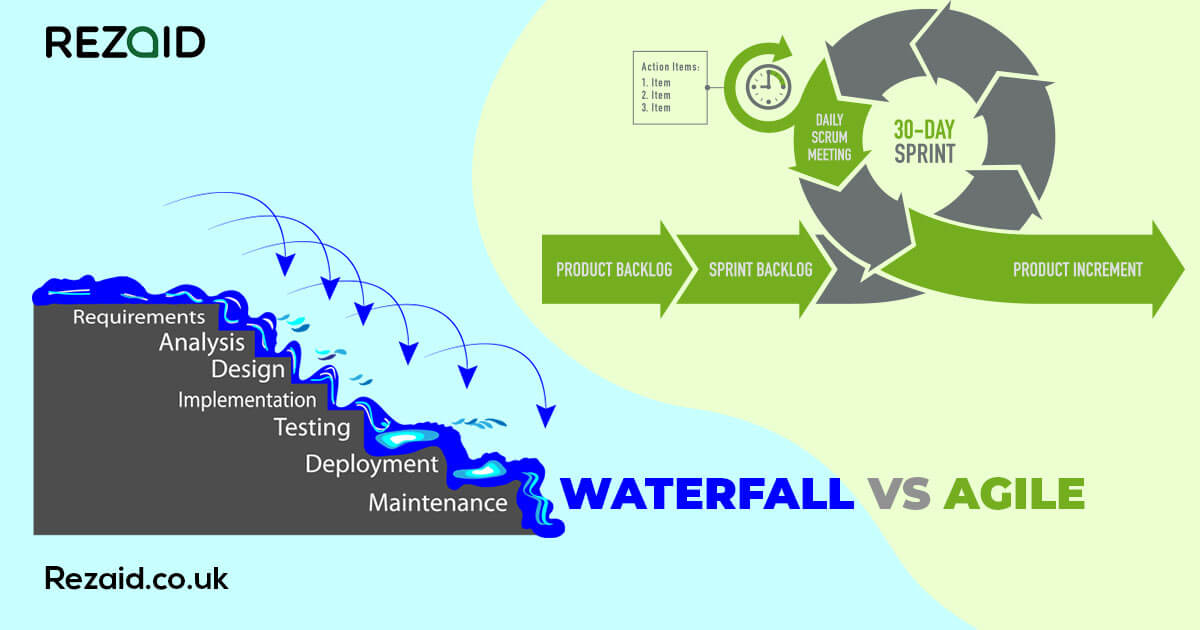 REZAID
Action Items:
1. Item
2. Item
3. Item
DAILY
SCRUM
MEETING
30-DAY
SPRINT
PRODUCT BACKLOG
SPRINT BACKLOG
PRODUCT INCREMENT
Requirements
Analysis
Design
Implementation
Testing
Deployment
Maintenance
WATERFALL VS AGILE
Rezaid.co.uk